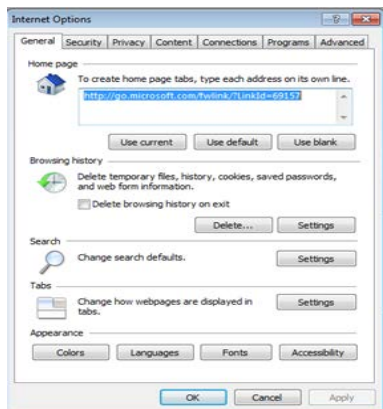 Internet Options
General Security Privacy Content Connections Programs Advanced
Home page
To create home page tabs, type each address on its own line.
http://go.microsoft.com/fwlink/?LinkId=69157
Use current Use default Use blank
Browsing history
Delete temporary files, history, cookies, saved passwords,
and web form information.
Delete browsing history on exit
Delete... Settings
Search
Change search defaults. Settings
Tabs
Change how webpages are displayed in
tabs.
Settings
Appearance
Colors Languages Fonts Accessibility
OK Cancel Apply